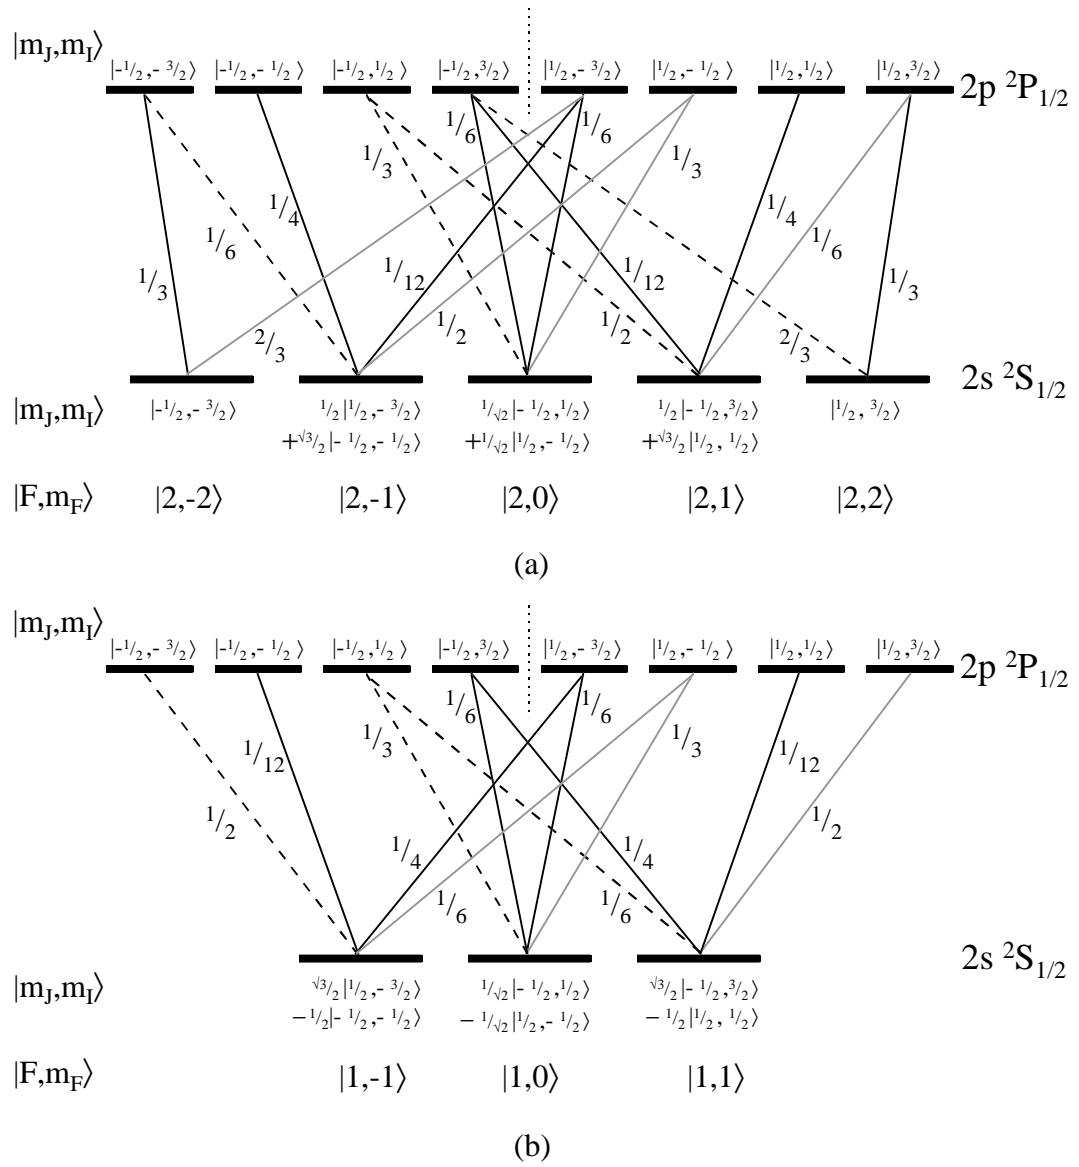 |m_J,m_I⟩
|-1/2,- 3/2⟩ |-1/2,- 1/2 ⟩ |-1/2,1/2 ⟩ |-1/2,3/2⟩ |1/2,- 3/2⟩ |1/2,- 1/2 ⟩ |1/2,1/2 ⟩ |1/2,3/2⟩
2p ²P_1/2
1/6 1/6
1/3 1/3
1/4 1/4
1/6 1/6
1/3 1/12 1/12 1/3
2/3 1/2 1/2 2/3
2s ²S_1/2
|m_J,m_I⟩
|-1/2,- 3/2⟩ 1/2|1/2,- 3/2⟩ 1/√2|- 1/2,1/2⟩ 1/2|- 1/2,3/2⟩ |1/2, 3/2⟩
+√3/2|- 1/2,- 1/2⟩ +1/√2|1/2,- 1/2⟩ +√3/2|1/2, 1/2⟩
|F,m_F⟩ |2,-2⟩ |2,-1⟩ |2,0⟩ |2,1⟩ |2,2⟩
(a)
|m_J,m_I⟩
|-1/2,- 3/2⟩ |-1/2,- 1/2 ⟩ |-1/2,1/2 ⟩ |-1/2,3/2⟩ |1/2,- 3/2⟩ |1/2,- 1/2 ⟩ |1/2,1/2 ⟩ |1/2,3/2⟩
2p ²P_1/2
1/6 1/6
1/12 1/3 1/3 1/12
1/2 1/2
1/4 1/4
1/6 1/6
2s ²S_1/2
|m_J,m_I⟩
√3/2|1/2,- 3/2⟩ 1/√2|- 1/2,1/2⟩ √3/2|- 1/2,3/2⟩
− 1/2|- 1/2,- 1/2⟩ − 1/√2|1/2,- 1/2⟩ − 1/2|1/2, 1/2⟩
|F,m_F⟩ |1,-1⟩ |1,0⟩ |1,1⟩
(b)